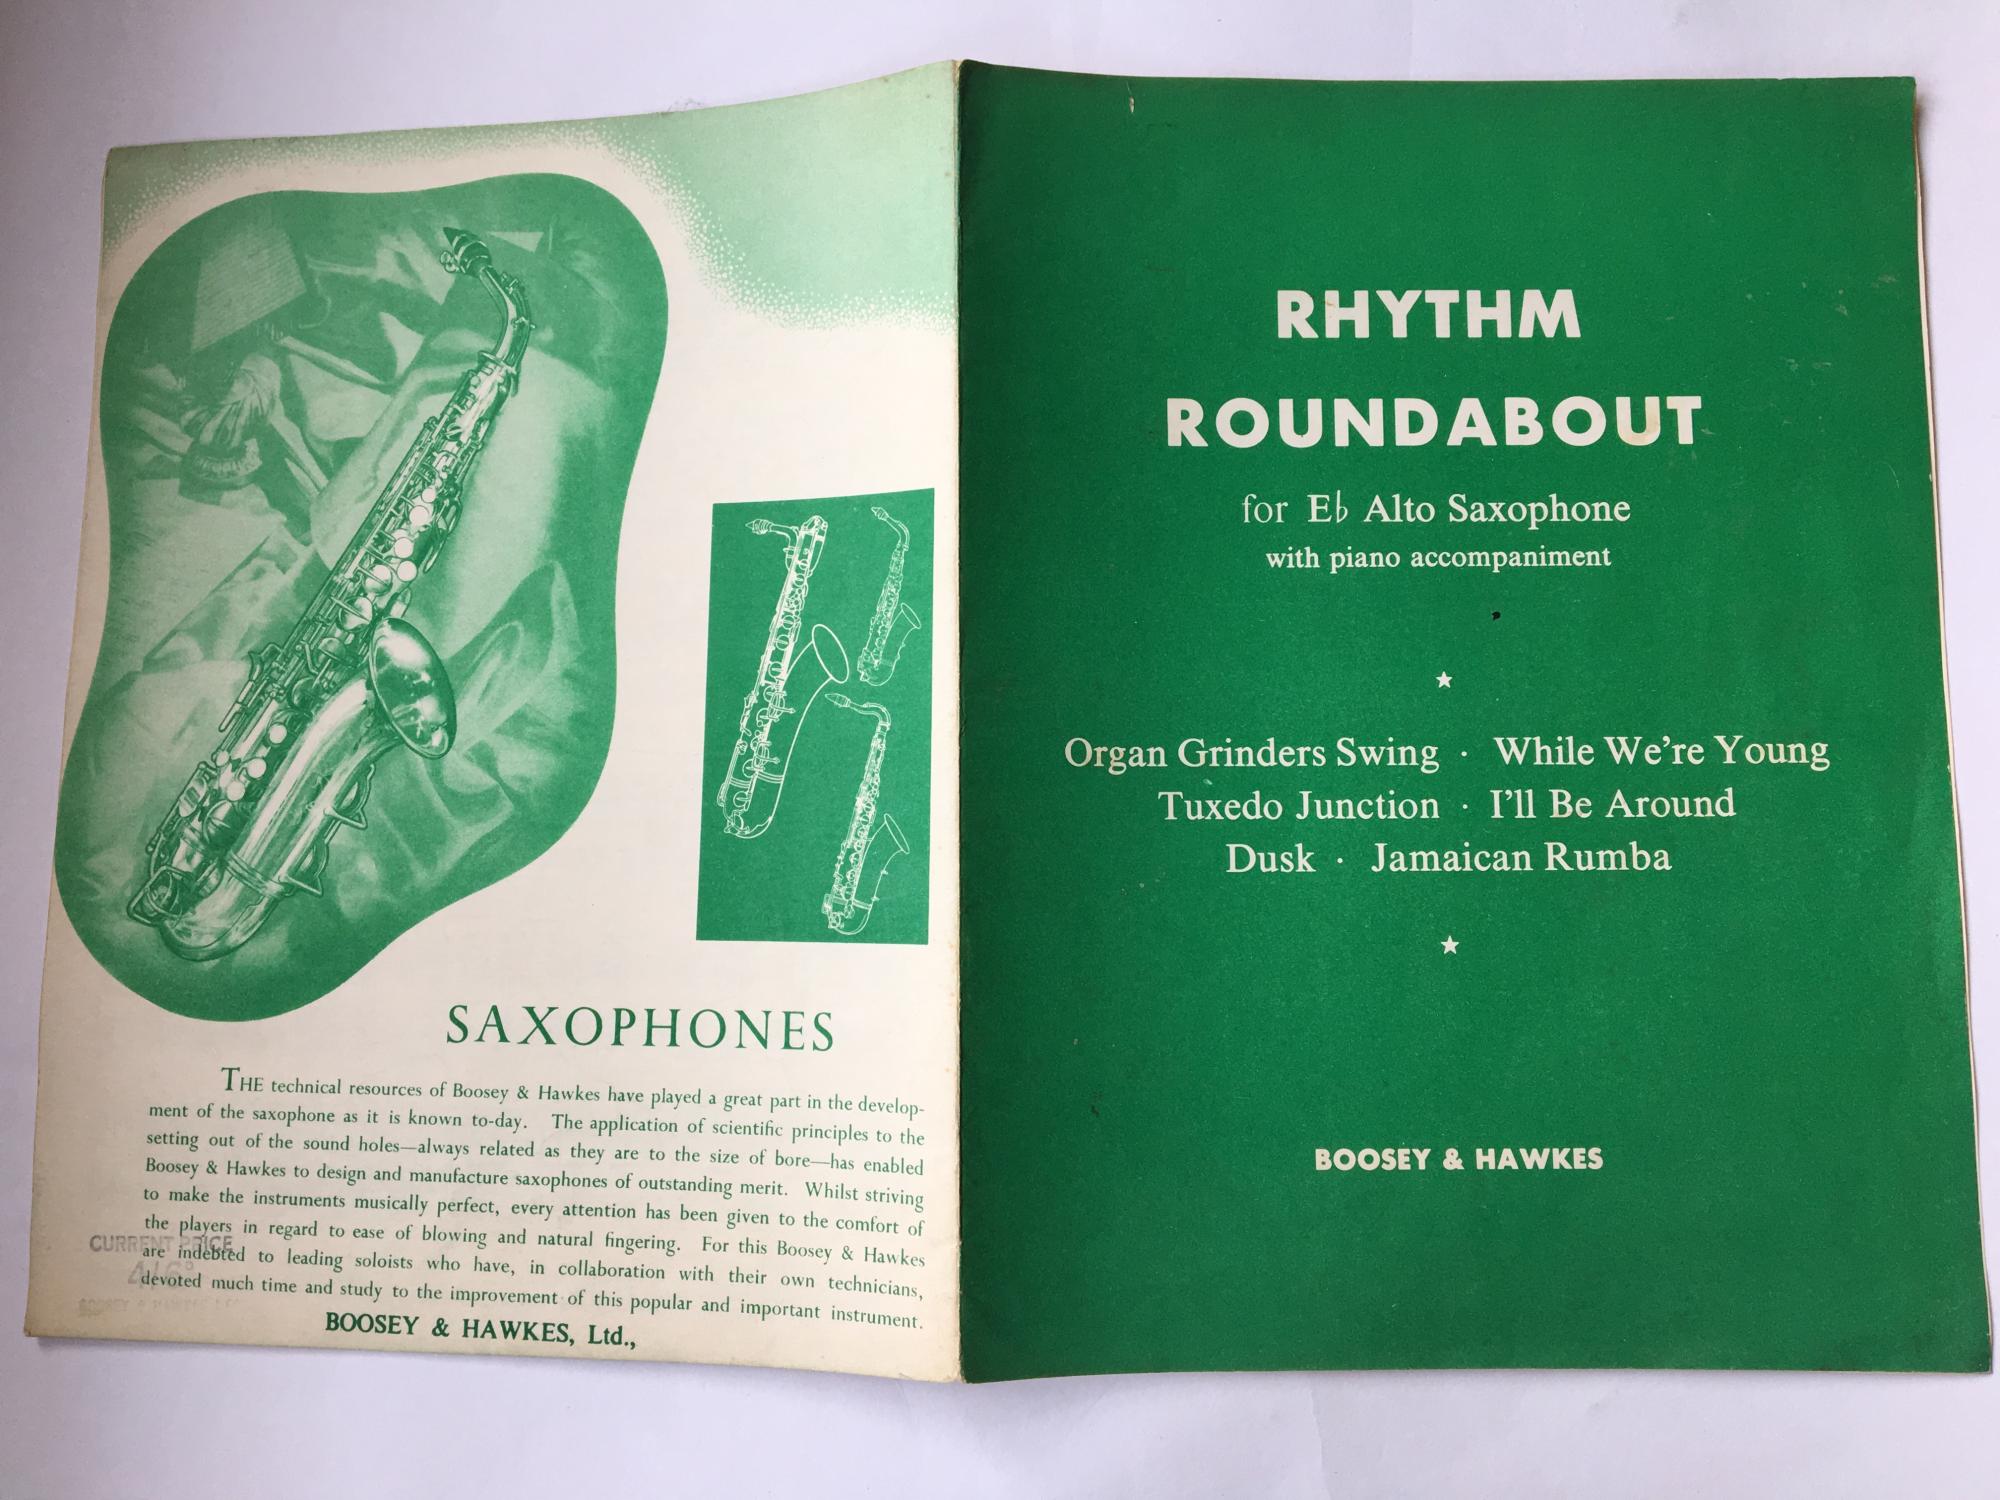 SAXOPHONES
THE technical resources of Boosey & Hawkes have played a great part in the develop-
ment of the saxophone as it is known to-day. The application of scientific principles to the
setting out of the sound holes—always related as they are to the size of bore—has enabled
Boosey & Hawkes to design and manufacture saxophones of outstanding merit. Whilst striving
to make the instruments musically perfect, every attention has been given to the comfort of
the players in regard to ease of blowing and natural fingering. For this Boosey & Hawkes
are indebted to leading soloists who have, in collaboration with their own technicians,
devoted much time and study to the improvement of this popular and important instrument.
BOOSEY & HAWKES, Ltd.,
CURRENT PRICE
RHYTHM
ROUNDABOUT
for E♭ Alto Saxophone
with piano accompaniment
Organ Grinders Swing · While We're Young
Tuxedo Junction · I'll Be Around
Dusk · Jamaican Rumba
BOOSEY & HAWKES